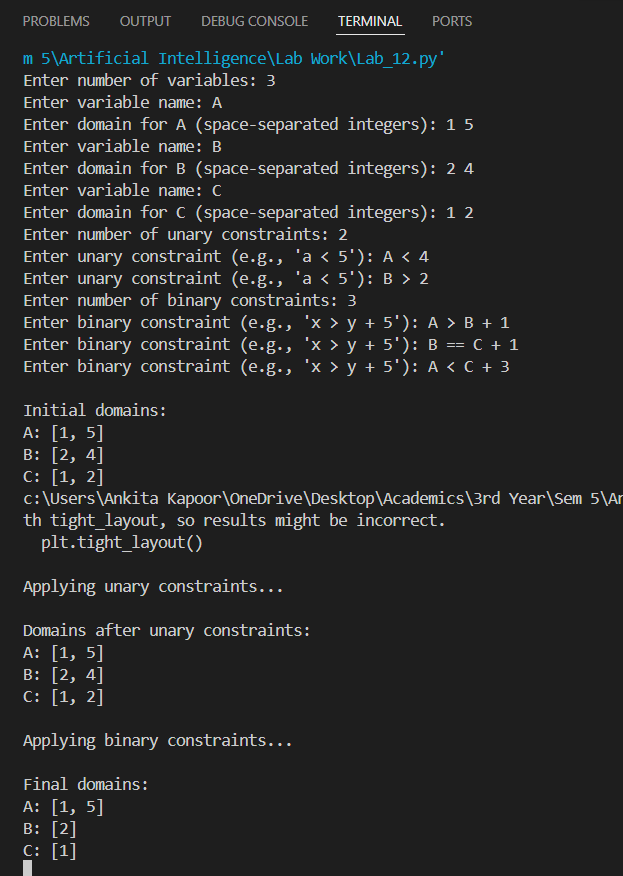 PROBLEMS OUTPUT DEBUG CONSOLE TERMINAL PORTS
m 5\Artificial Intelligence\Lab Work\Lab_12.py'
Enter number of variables: 3
Enter variable name: A
Enter domain for A (space-separated integers): 1 5
Enter variable name: B
Enter domain for B (space-separated integers): 2 4
Enter variable name: C
Enter domain for C (space-separated integers): 1 2
Enter number of unary constraints: 2
Enter unary constraint (e.g., 'a < 5'): A < 4
Enter unary constraint (e.g., 'a < 5'): B > 2
Enter number of binary constraints: 3
Enter binary constraint (e.g., 'x > y + 5'): A > B + 1
Enter binary constraint (e.g., 'x > y + 5'): B == C + 1
Enter binary constraint (e.g., 'x > y + 5'): A < C + 3
Initial domains:
A: [1, 5]
B: [2, 4]
C: [1, 2]
c:\Users\Ankita Kapoor\OneDrive\Desktop\Academics\3rd Year\Sem 5\Ar
th tight_layout, so results might be incorrect.
plt.tight_layout()
Applying unary constraints...
Domains after unary constraints:
A: [1, 5]
B: [2, 4]
C: [1, 2]
Applying binary constraints...
Final domains:
A: [1, 5]
B: [2]
C: [1]